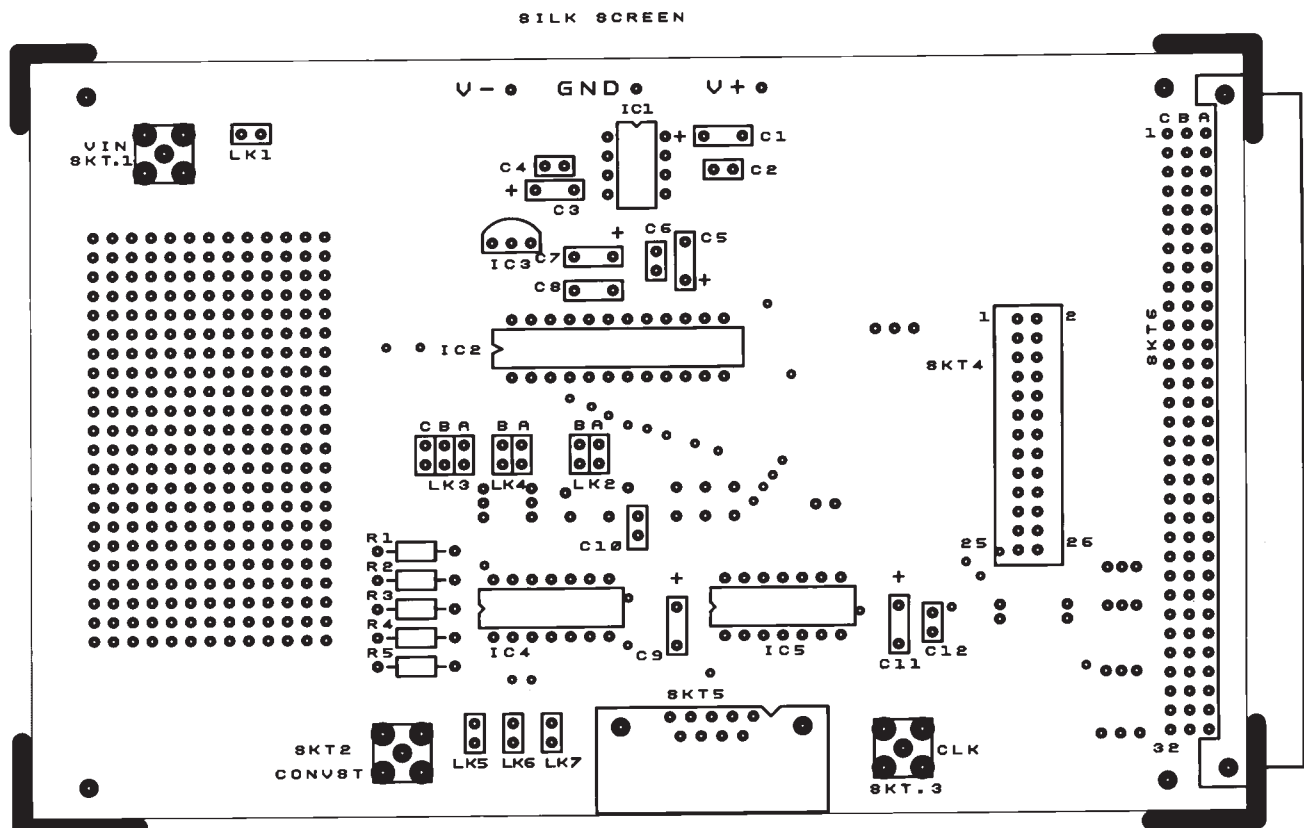 SILK SCREEN
V- GND V+
IC1
C B A
+ C1
1
VIN
SKT.1
LK1
C4
C2
+
C3
+
C6
C5
IC3
C7
+
C8
1 2
SKT6
IC2
SKT4
C B A
B A
B A
LK3
LK4
LK2
R1
C10
25 26
R2
+
+
R3
R4
IC4
C9
IC5
C11
C12
R5
SKT5
SKT2
CONVST
LK5
LK6
LK7
CLK
SKT.3
32